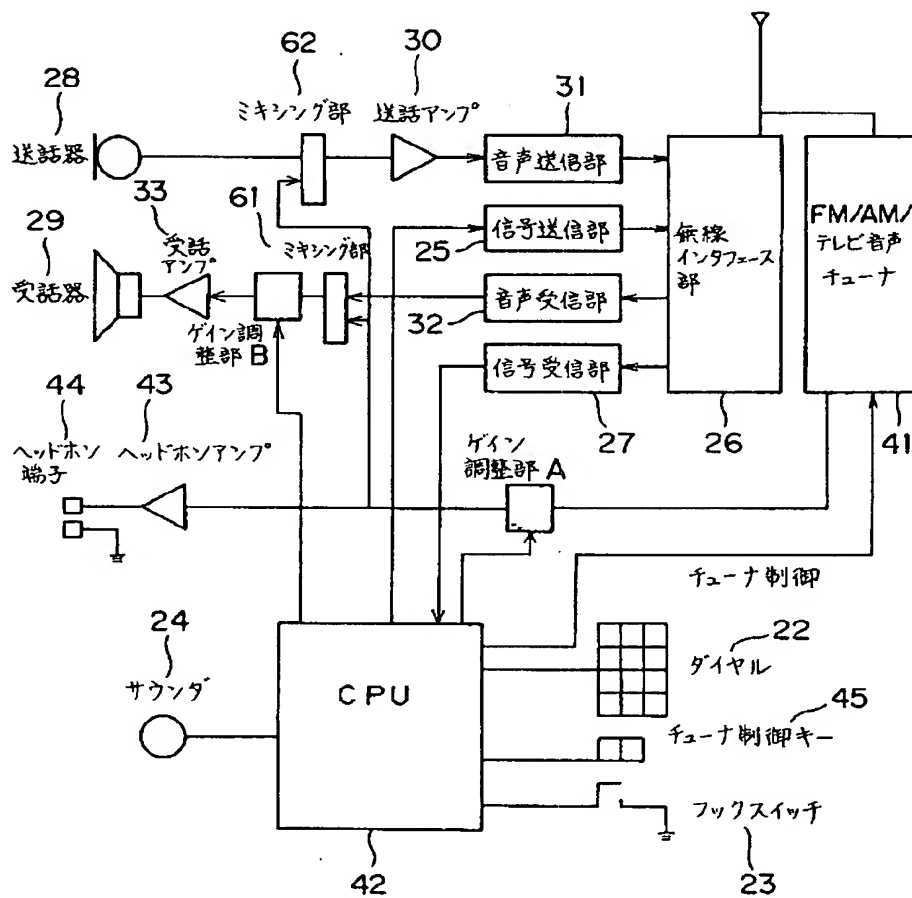 62
30
28
ミキシング部
送話アンプ
31
送話器
音声送信部
33
61
29
受話
アンプ
ミキシング部
信号送信部
25
FM/AM/
テレビ音声
チューナ
無線
インタフェース
部
受話器
音声受信部
32
ゲイン調
整部 B
信号受信部
44
43
27
26
41
ヘッドホン
端子
ヘッドホンアンプ
ゲイン
調整部 A
チューナ制御
24
22
サウンダ
CPU
ダイヤル
45
チューナ制御キー
フックスイッチ
42
23